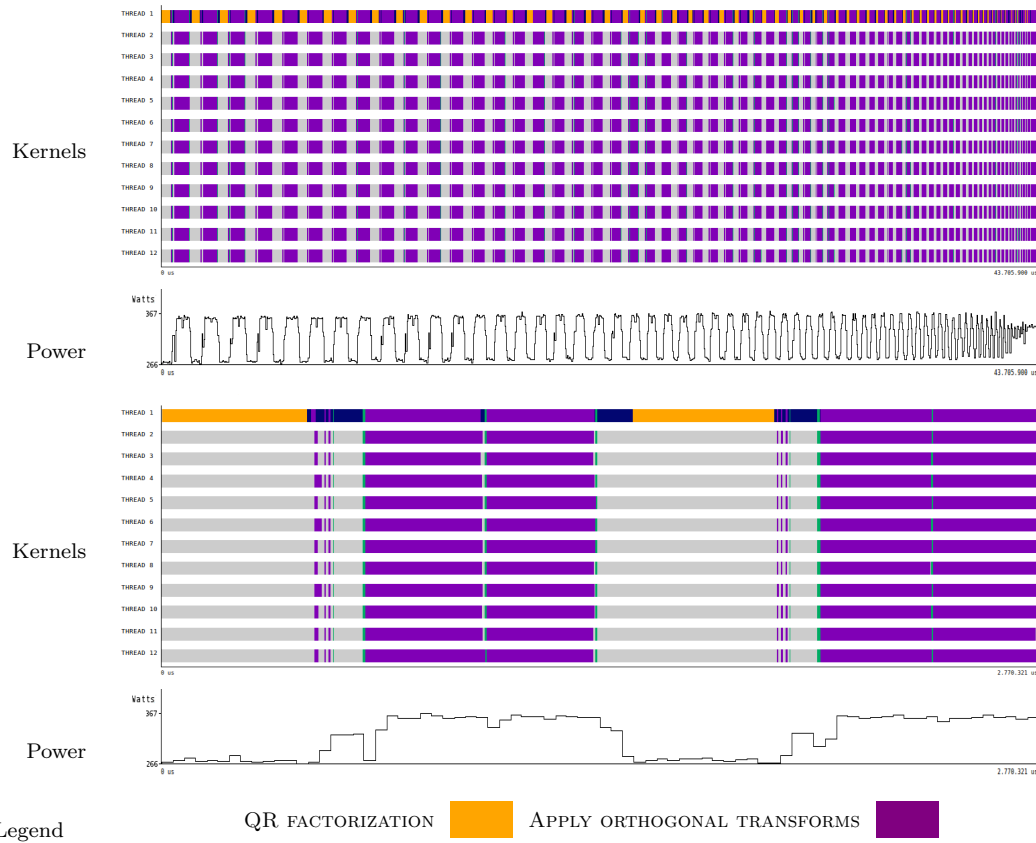 THREAD 1
THREAD 2
THREAD 3
THREAD 4
THREAD 5
THREAD 6
Kernels
THREAD 7
THREAD 8
THREAD 9
THREAD 10
THREAD 11
THREAD 12
0 us 43.705.900 us
Watts
367
Power
266
0 us 43.705.900 us
THREAD 1
THREAD 2
THREAD 3
THREAD 4
THREAD 5
THREAD 6
Kernels
THREAD 7
THREAD 8
THREAD 9
THREAD 10
THREAD 11
THREAD 12
0 us 2.770.321 us
Watts
367
Power
266
0 us 2.770.321 us
Legend QR FACTORIZATION APPLY ORTHOGONAL TRANSFORMS